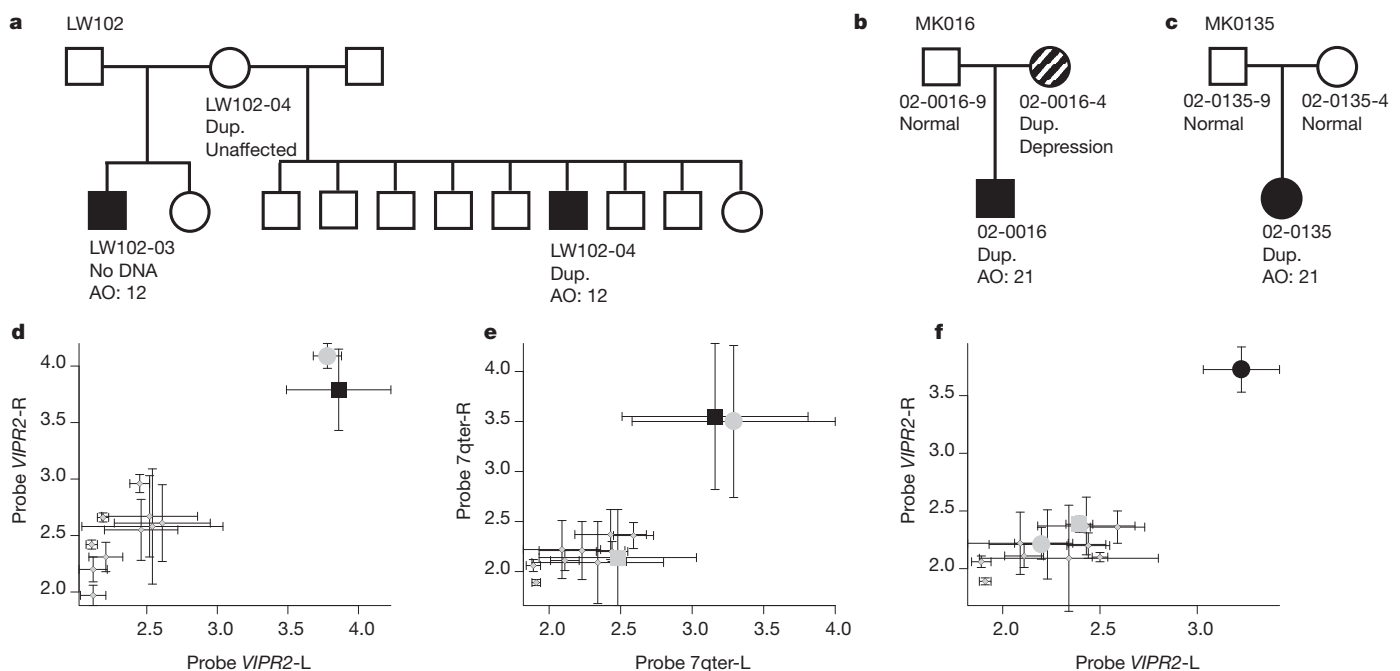 a LW102
LW102-04
Dup.
Unaffected
LW102-03
No DNA
AO: 12
LW102-04
Dup.
AO: 12
b MK016
02-0016-9
Normal
02-0016-4
Dup.
Depression
02-0016
Dup.
AO: 21
c MK0135
02-0135-9
Normal
02-0135-4
Normal
02-0135
Dup.
AO: 21
d
Probe VIPR2-R
4.0
3.5
3.0
2.5
2.0
2.5 3.0 3.5 4.0
Probe VIPR2-L
e
Probe 7qter-R
4.0
3.5
3.0
2.5
2.0
2.0 2.5 3.0 3.5 4.0
Probe 7qter-L
f
Probe VIPR2-R
3.5
3.0
2.5
2.0
2.0 2.5 3.0
Probe VIPR2-L